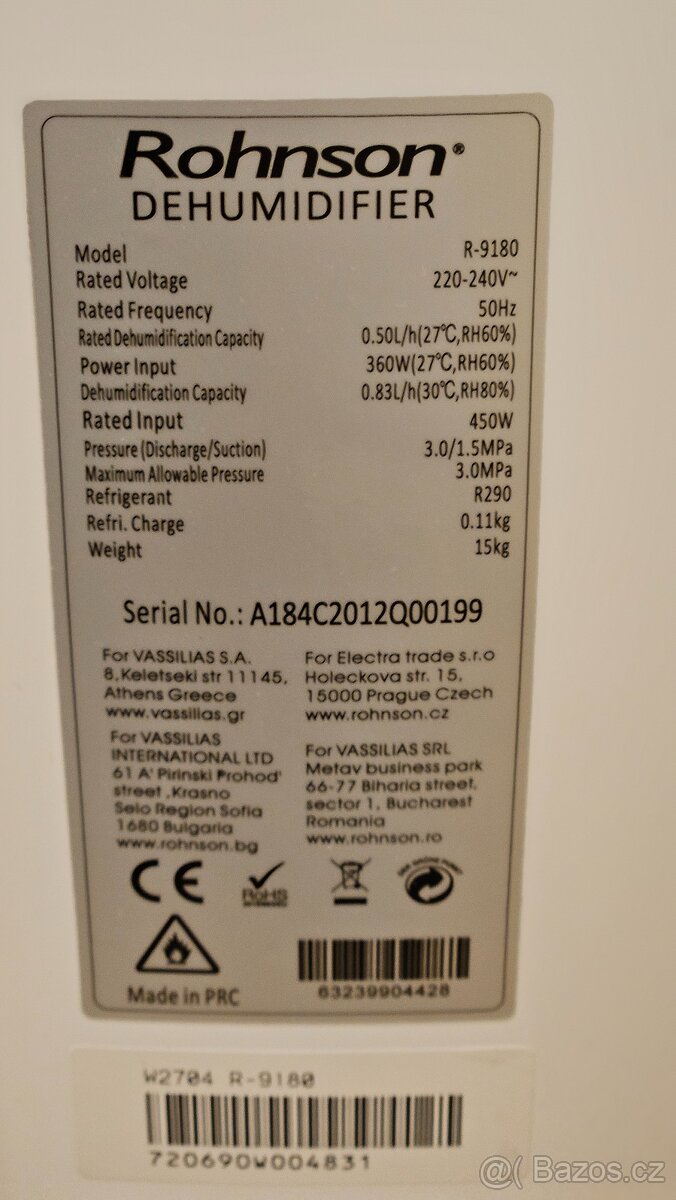 Rohnson®
DEHUMIDIFIER
Model R-9180
Rated Voltage 220-240V~
Rated Frequency 50Hz
Rated Dehumidification Capacity 0.50L/h(27℃,RH60%)
Power Input 360W(27℃,RH60%)
Dehumidification Capacity 0.83L/h(30℃,RH80%)
Rated Input 450W
Pressure (Discharge/Suction) 3.0/1.5MPa
Maximum Allowable Pressure 3.0MPa
Refrigerant R290
Refri. Charge 0.11kg
Weight 15kg
Serial No.: A184C2012Q00199
For VASSILIAS S.A.
8,Keletseki str 11145,
Athens Greece
www.vassilias.gr
For Electra trade s.r.o
Holeckova str. 15,
15000 Prague Czech
www.rohnson.cz
For VASSILIAS
INTERNATIONAL LTD
61 A' Pirinski Prohod'
street ,Krasno
Selo Region Sofia
1680 Bulgaria
www.rohnson.bg
For VASSILIAS SRL
Metav business park
66-77 Biharia street,
sector 1, Bucharest
Romania
www.rohnson.ro
CE
RoHS
Made in PRC
63239904428
W2704 R-9180
720690W004831
@( Bazos.cz